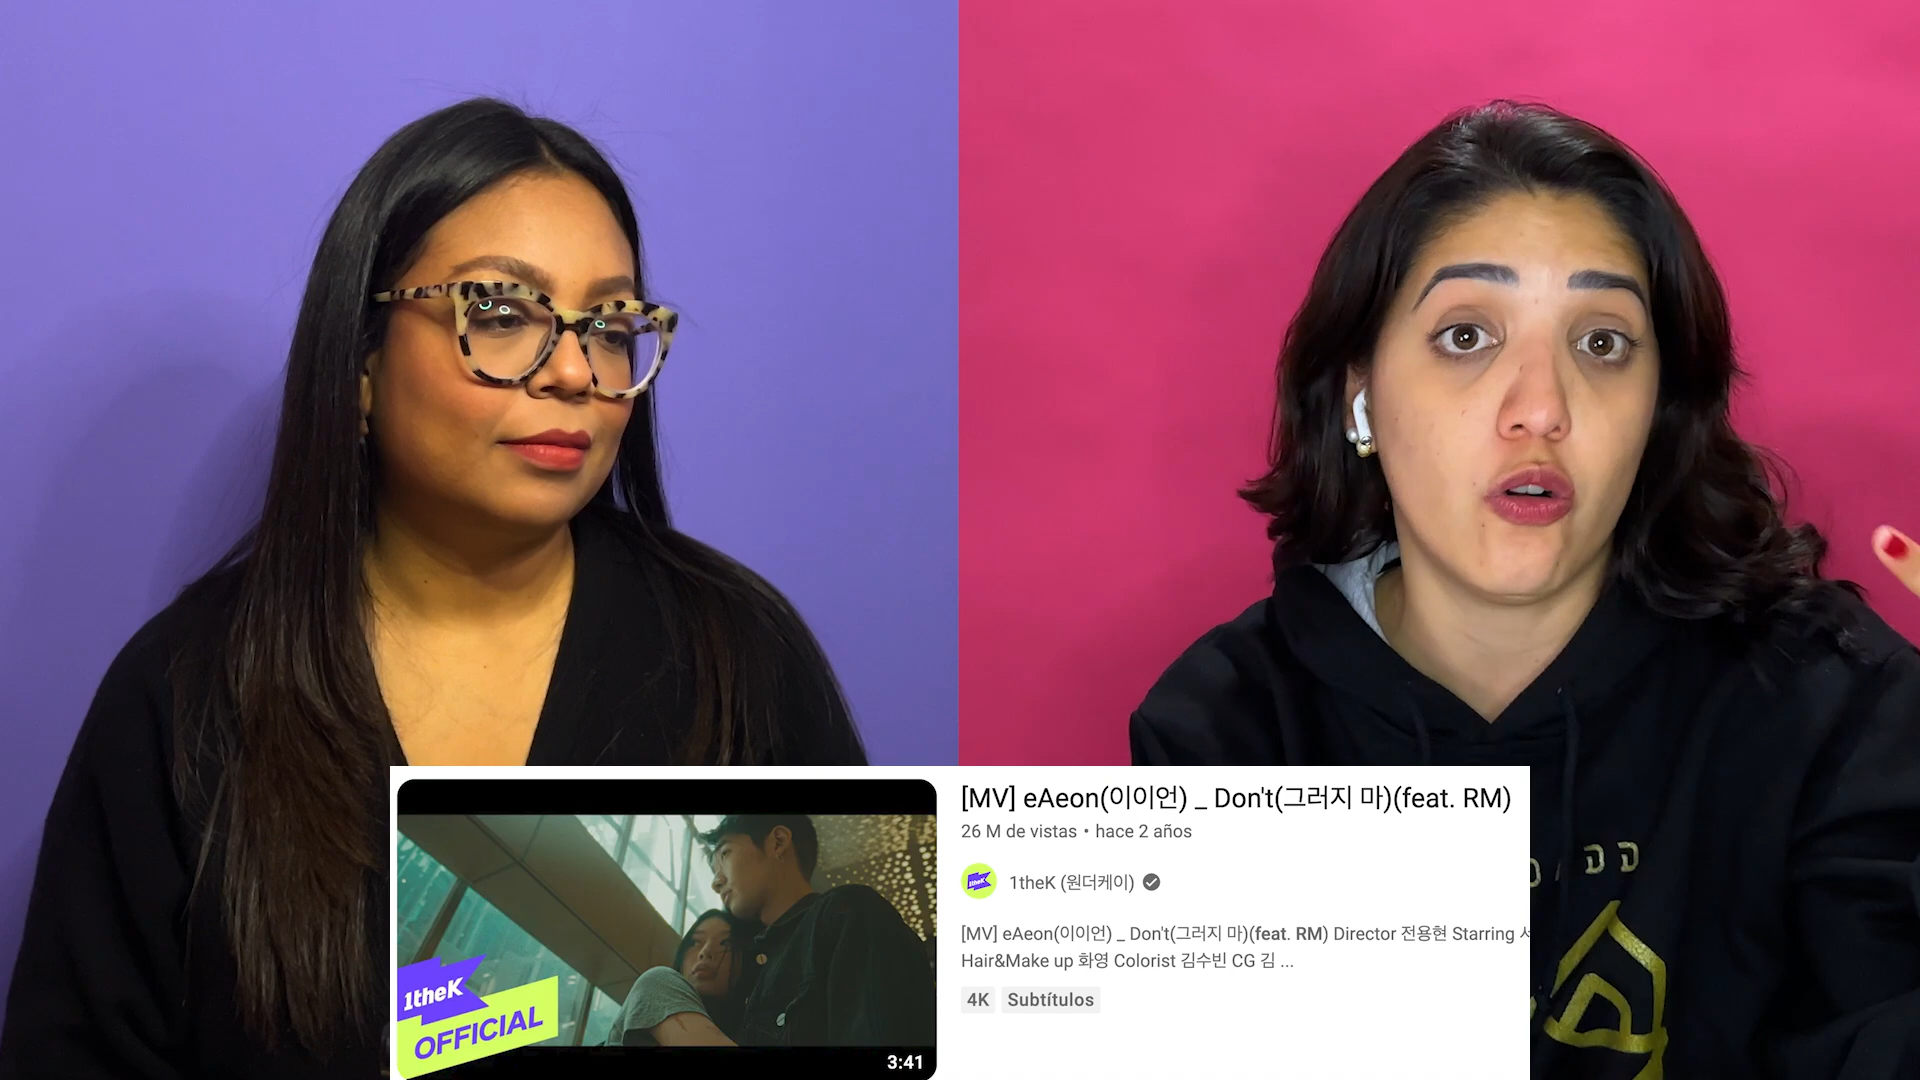 [MV] eAeon(이이언) _ Don't(그러지 마)(feat. RM)
26 M de vistas • hace 2 años
1theK
1theK (원더케이)
[MV] eAeon(이이언) _ Don't(그러지 마)(feat. RM) Director 전용현 Starring
Hair&Make up 화영 Colorist 김수빈 CG 김 ...
4K Subtítulos
1theK
OFFICIAL
3:41